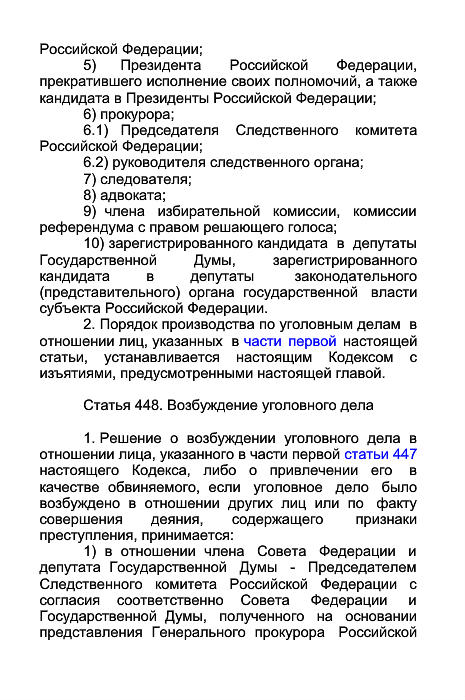 Российской Федерации;
5) Президента Российской Федерации,
прекратившего исполнение своих полномочий, а также
кандидата в Президенты Российской Федерации;
6) прокурора;
6.1) Председателя Следственного комитета
Российской Федерации;
6.2) руководителя следственного органа;
7) следователя;
8) адвоката;
9) члена избирательной комиссии, комиссии
референдума с правом решающего голоса;
10) зарегистрированного кандидата в депутаты
Государственной Думы, зарегистрированного
кандидата в депутаты законодательного
(представительного) органа государственной власти
субъекта Российской Федерации.
2. Порядок производства по уголовным делам в
отношении лиц, указанных в части первой настоящей
статьи, устанавливается настоящим Кодексом с
изъятиями, предусмотренными настоящей главой.
Статья 448. Возбуждение уголовного дела
1. Решение о возбуждении уголовного дела в
отношении лица, указанного в части первой статьи 447
настоящего Кодекса, либо о привлечении его в
качестве обвиняемого, если уголовное дело было
возбуждено в отношении других лиц или по факту
совершения деяния, содержащего признаки
преступления, принимается:
1) в отношении члена Совета Федерации и
депутата Государственной Думы - Председателем
Следственного комитета Российской Федерации с
согласия соответственно Совета Федерации и
Государственной Думы, полученного на основании
представления Генерального прокурора Российской